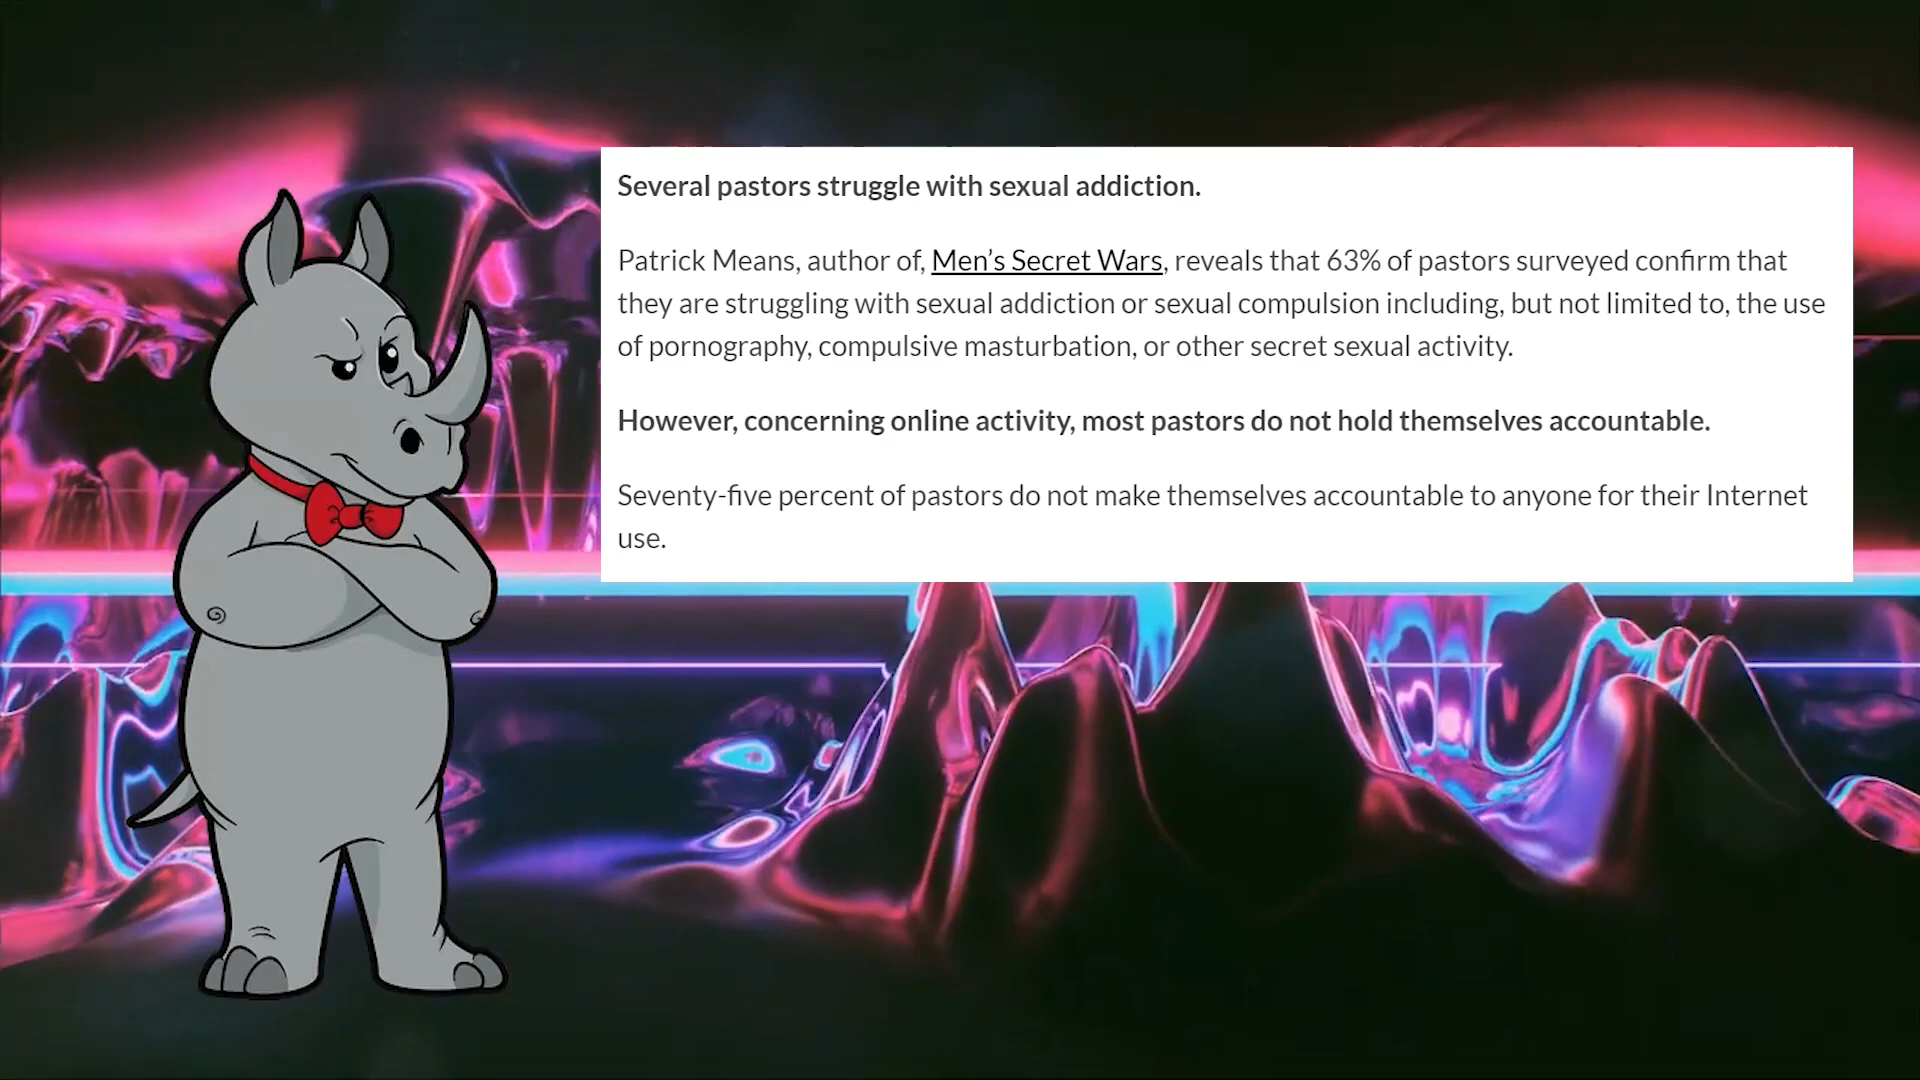 Several pastors struggle with sexual addiction.
Patrick Means, author of, Men’s Secret Wars, reveals that 63% of pastors surveyed confirm that
they are struggling with sexual addiction or sexual compulsion including, but not limited to, the use
of pornography, compulsive masturbation, or other secret sexual activity.
However, concerning online activity, most pastors do not hold themselves accountable.
Seventy-five percent of pastors do not make themselves accountable to anyone for their Internet
use.